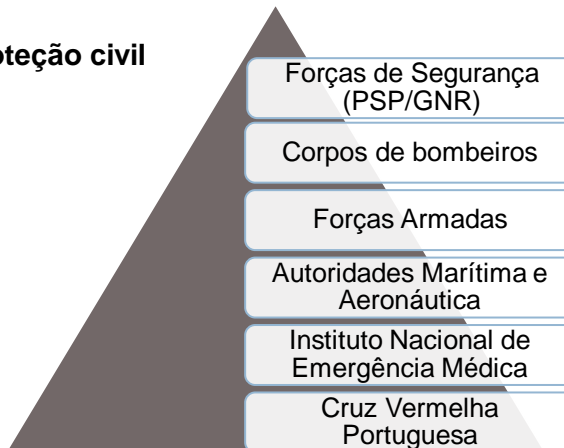 oteção civil
Forças de Segurança
(PSP/GNR)
Corpos de bombeiros
Forças Armadas
Autoridades Marítima e
Aeronáutica
Instituto Nacional de
Emergência Médica
Cruz Vermelha
Portuguesa